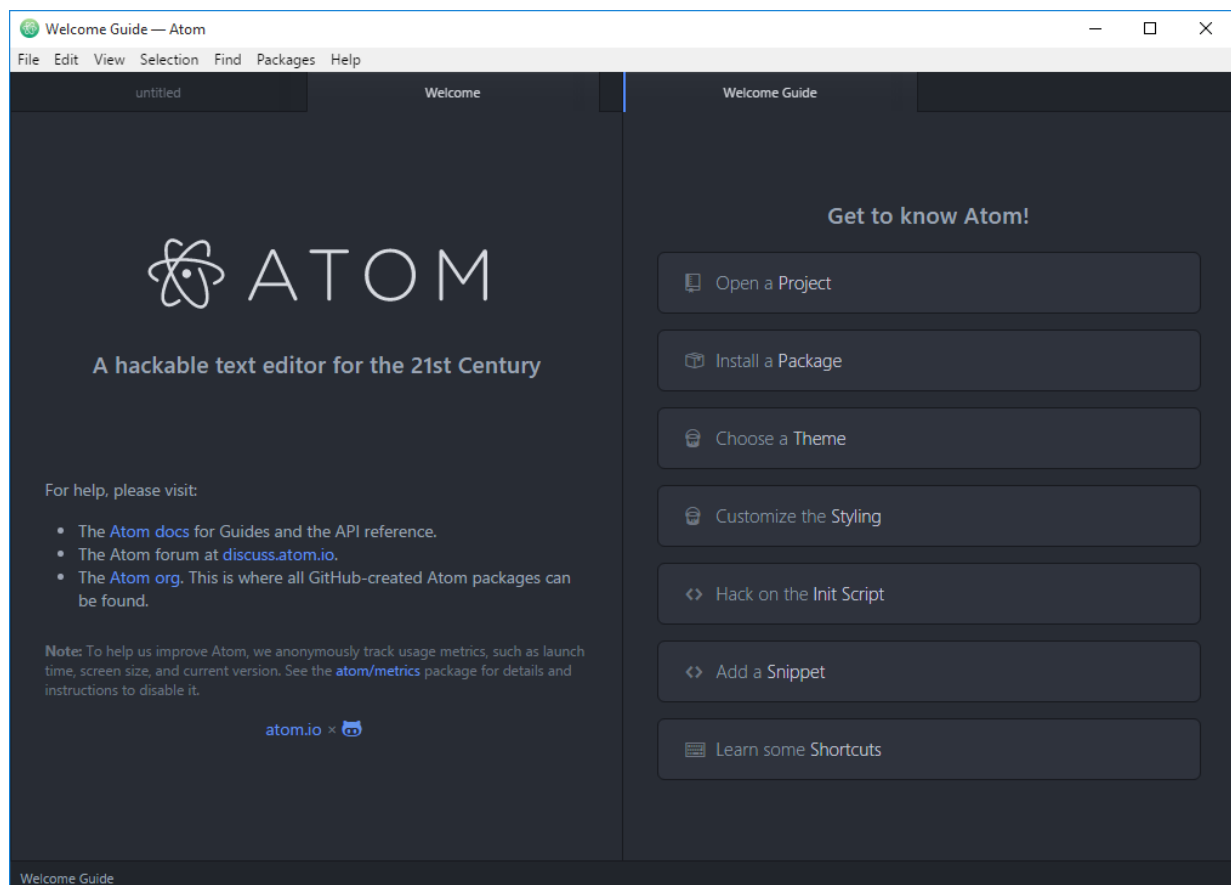 Welcome Guide — Atom
File Edit View Selection Find Packages Help
untitled
Welcome
Welcome Guide
ATOM
A hackable text editor for the 21st Century
For help, please visit:
• The Atom docs for Guides and the API reference.
• The Atom forum at discuss.atom.io.
• The Atom org. This is where all GitHub-created Atom packages can
be found.
Note: To help us improve Atom, we anonymously track usage metrics, such as launch
time, screen size, and current version. See the atom/metrics package for details and
instructions to disable it.
atom.io ×
Get to know Atom!
Open a Project
Install a Package
Choose a Theme
Customize the Styling
Hack on the Init Script
Add a Snippet
Learn some Shortcuts
Welcome Guide